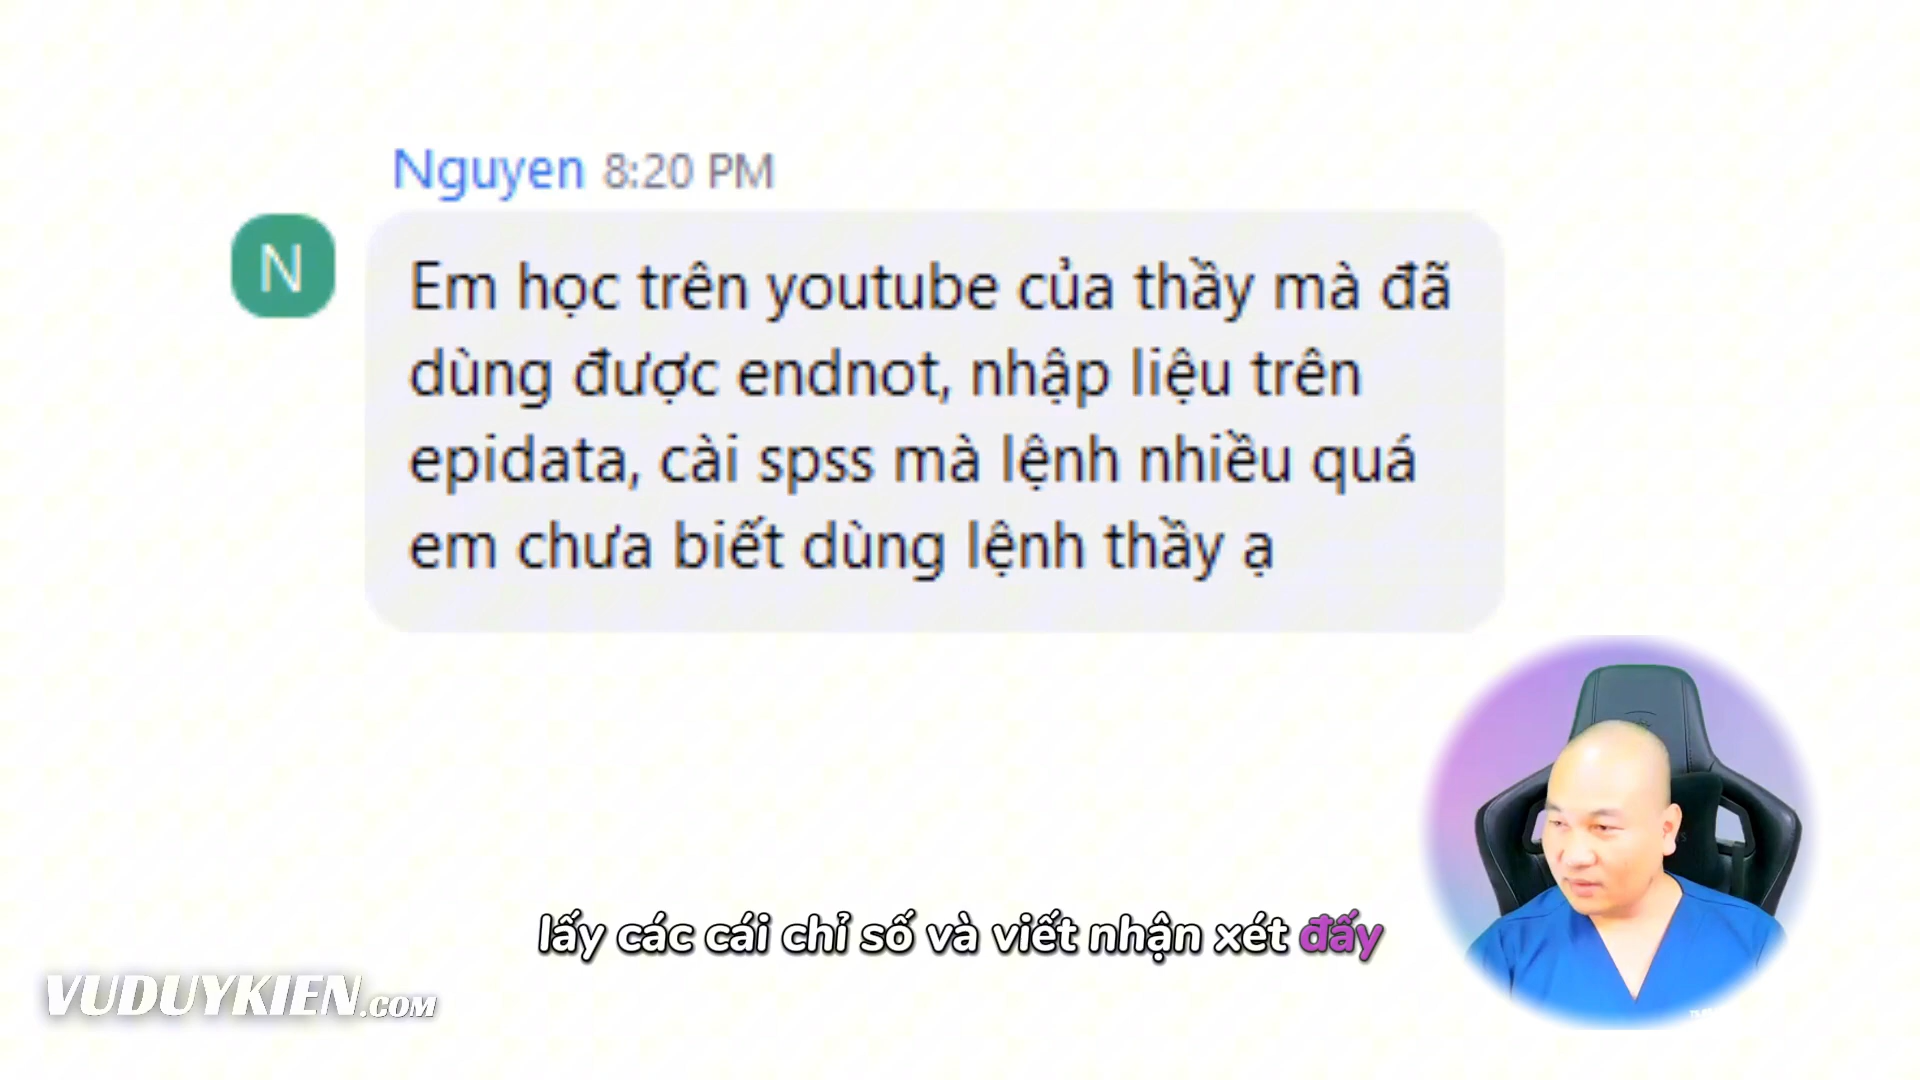 Nguyen 8:20 PM
N
Em học trên youtube của thầy mà đã
dùng được endnot, nhập liệu trên
epidata, cài spss mà lệnh nhiều quá
em chưa biết dùng lệnh thầy ạ
lấy các cái chỉ số và viết nhận xét đấy
VUDUYKIEN.COM